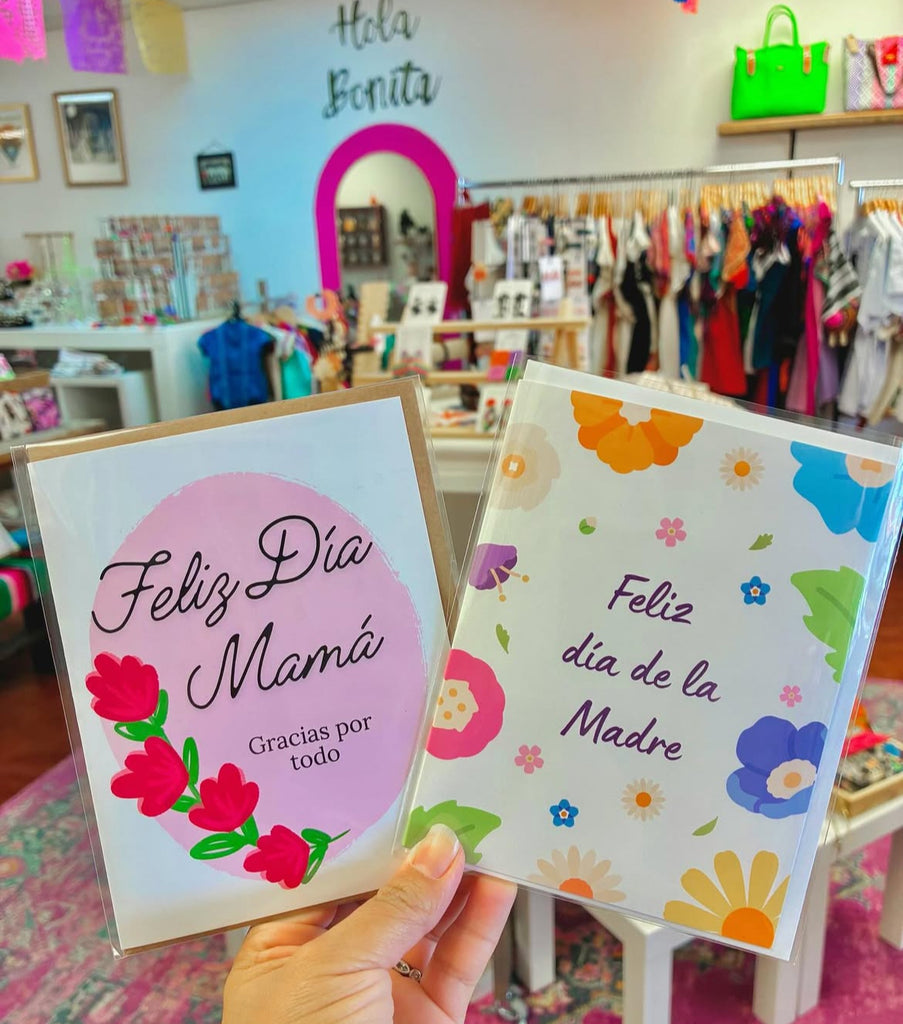 Hola
Bonita
Feliz Día
Mamá
Gracias por
todo
Feliz
día de la
Madre